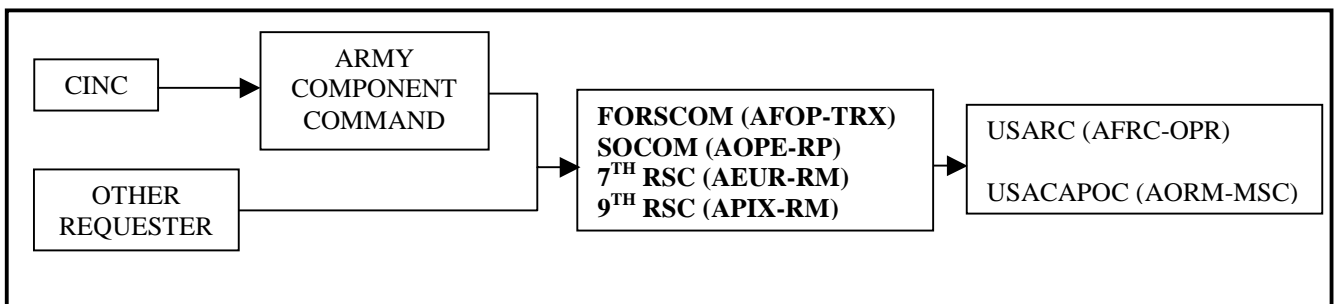 CINC
ARMY
COMPONENT
COMMAND
OTHER
REQUESTER
FORSCOM (AFOP-TRX)
SOCOM (AOPE-RP)
7TH RSC (AEUR-RM)
9TH RSC (APIX-RM)
USARC (AFRC-OPR)
USACAPOC (AORM-MSC)